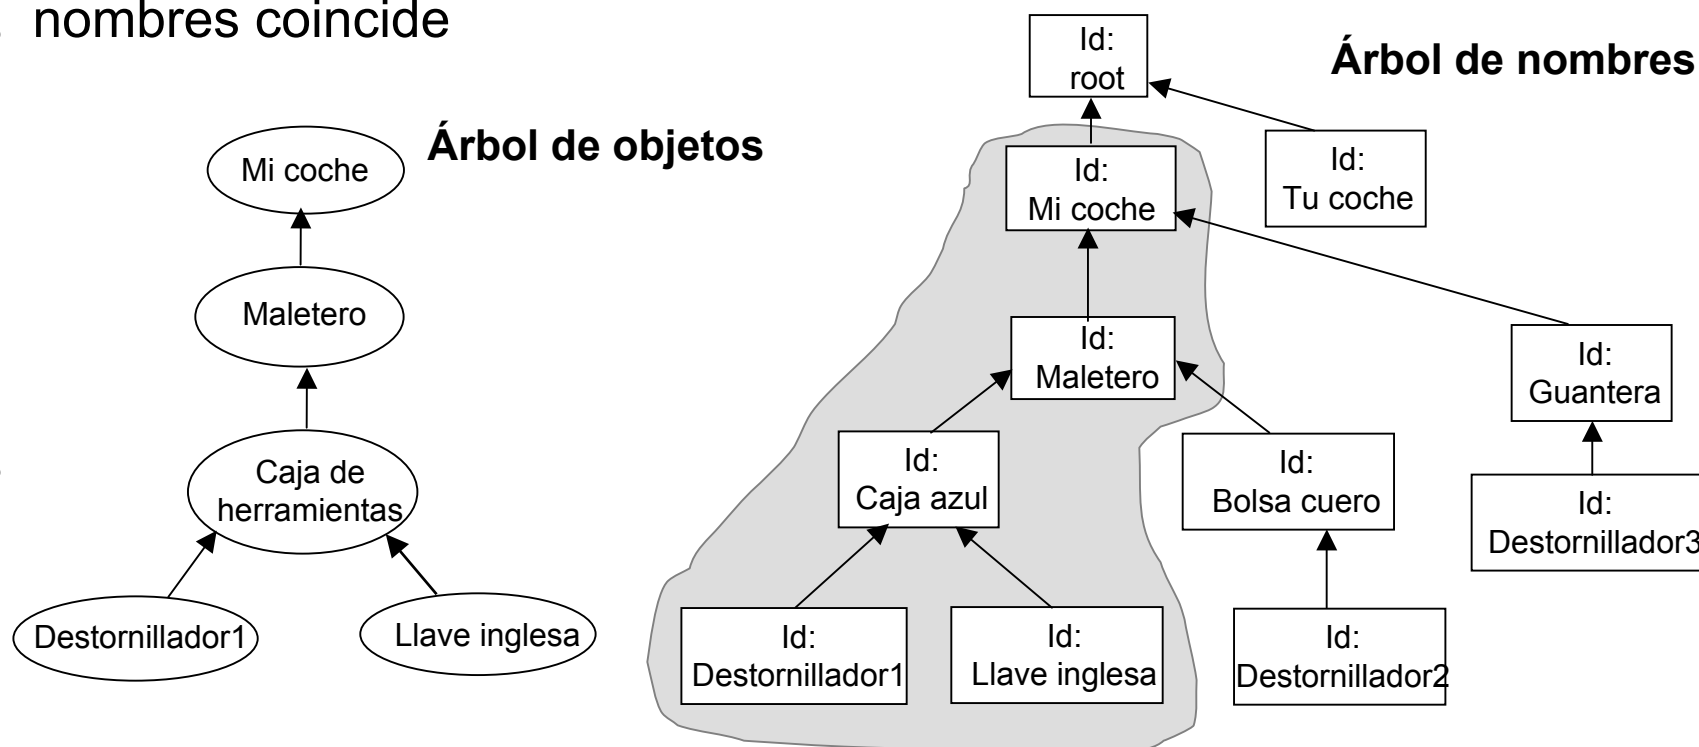 nombres coincide
Árbol de objetos
Mi coche
Maletero
Caja de
herramientas
Destornillador1
Llave inglesa
Árbol de nombres
Id:
root
Id:
Mi coche
Id:
Tu coche
Id:
Maletero
Id:
Guantera
Id:
Caja azul
Id:
Bolsa cuero
Id:
Destornillador3
Id:
Destornillador1
Id:
Llave inglesa
Id:
Destornillador2